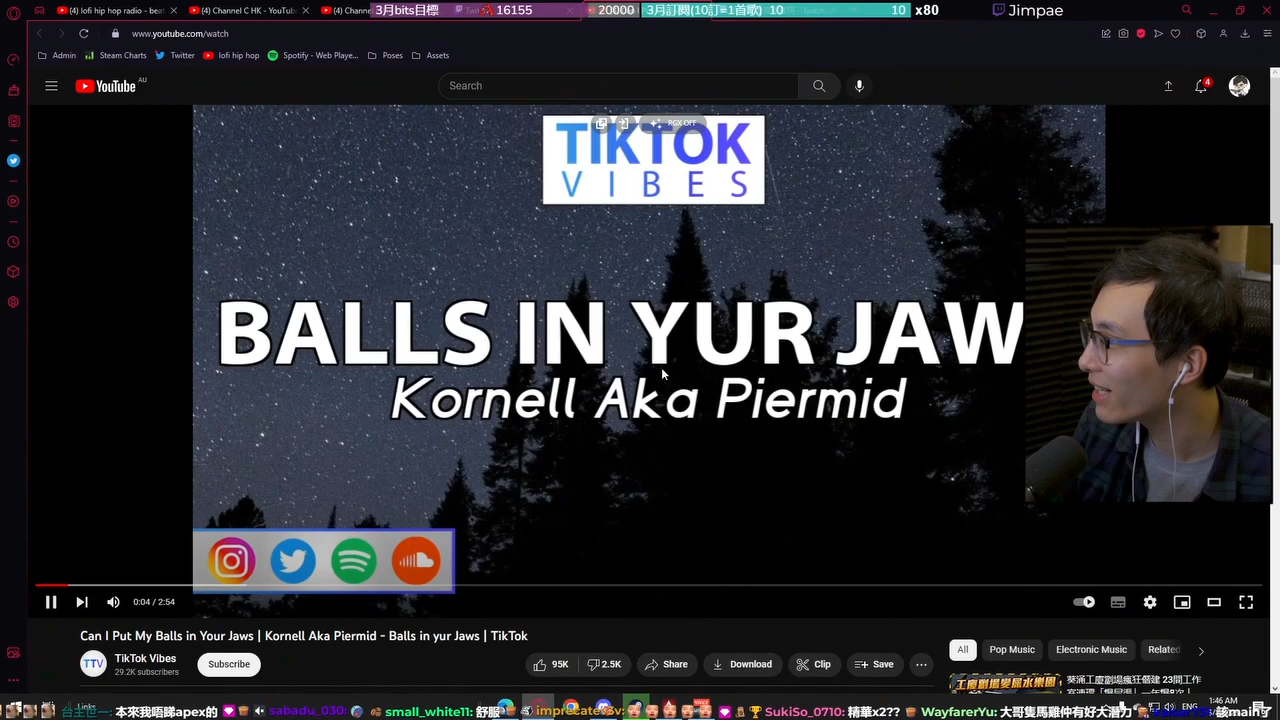 (4) lofi hip hop radio - bea
(4) Channel C HK - YouTub
(4) Channe
3月bits目標
16155
20000
3月訂閱(10訂=1首歌) 10
10
x80
Jimpae
www.youtube.com/watch
Admin
Steam Charts
Twitter
lofi hip hop
Spotify - Web Playe...
Poses
Assets
YouTube
AU
Search
4
RGX OFF
TIKTOK
VIBES
BALLS IN YUR JAW
Kornell Aka Piermid
0:04 / 2:54
Can I Put My Balls in Your Jaws | Kornell Aka Piermid - Balls in yur Jaws | TikTok
TTV
TikTok Vibes
29.2K subscribers
Subscribe
95K
2.5K
Share
Download
Clip
Save
All
Pop Music
Electronic Music
Related
Links
1:46 AM
本來我唔睇apex的
sabadu_030:
small_white11: 舒服
SukiSo_0710: 精華x2??
WayfarerYu: 大哥隻馬雞仲有好大潛力